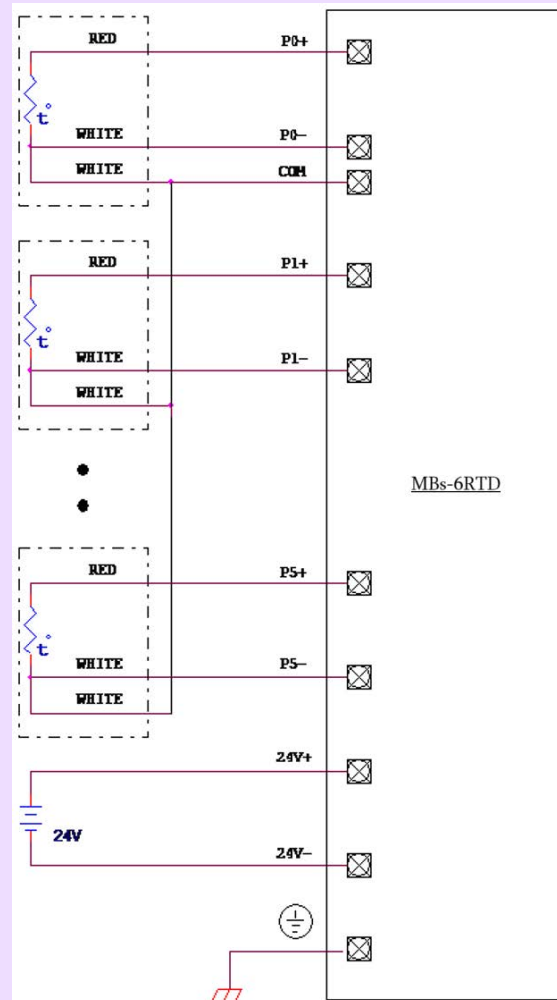 RED P0+
t°
WHITE P0-
WHITE COM
RED P1+
t°
WHITE P1-
WHITE
MBs-6RTD
RED P5+
t°
WHITE P5-
WHITE
24V+
24V
24V-